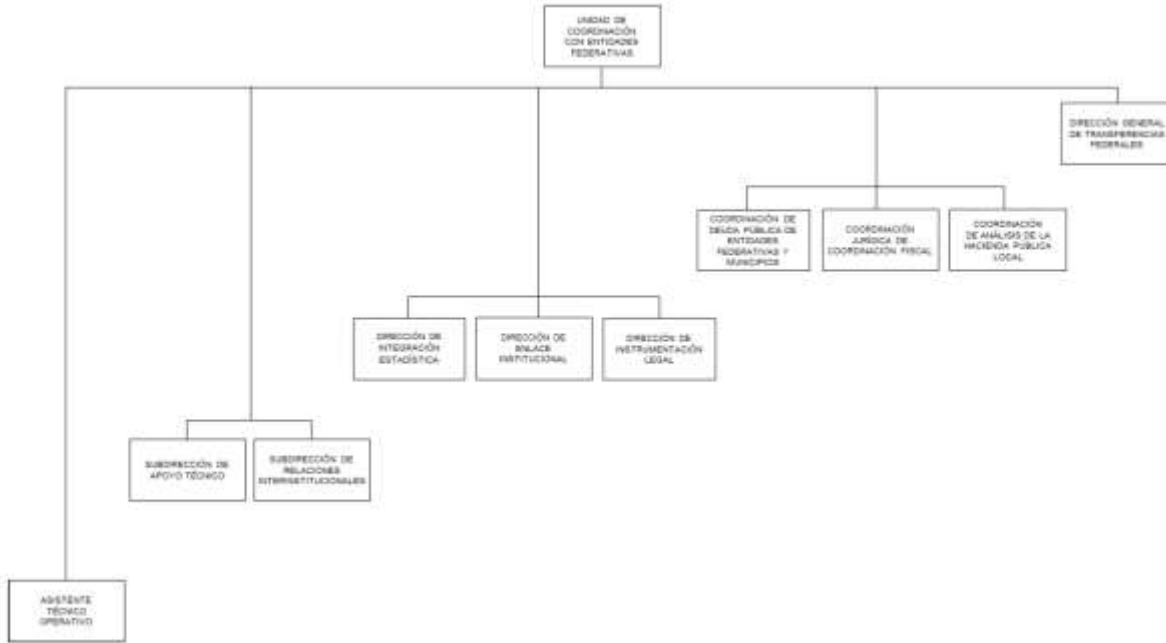 UNIDAD DE
COORDINACIÓN
CON ENTIDADES
FEDERATIVAS
DIRECCIÓN GENERAL
DE TRANSFERENCIAS
FEDERALES
COORDINACIÓN DE
DEUDA PÚBLICA DE
ENTIDADES
FEDERATIVAS Y
MUNICIPIOS
COORDINACIÓN
JURÍDICA DE
COORDINACIÓN FISCAL
COORDINACIÓN
DE ANÁLISIS DE LA
HACIENDA PÚBLICA
LOCAL
DIRECCIÓN DE
INTEGRACIÓN
ESTADÍSTICA
DIRECCIÓN DE
ENLACE
INSTITUCIONAL
DIRECCIÓN DE
INSTRUMENTACIÓN
LEGAL
SUBDIRECCIÓN DE
APOYO TÉCNICO
SUBDIRECCIÓN DE
RELACIONES
INTERINSTITUCIONALES
ASISTENTE
TÉCNICO
OPERATIVO